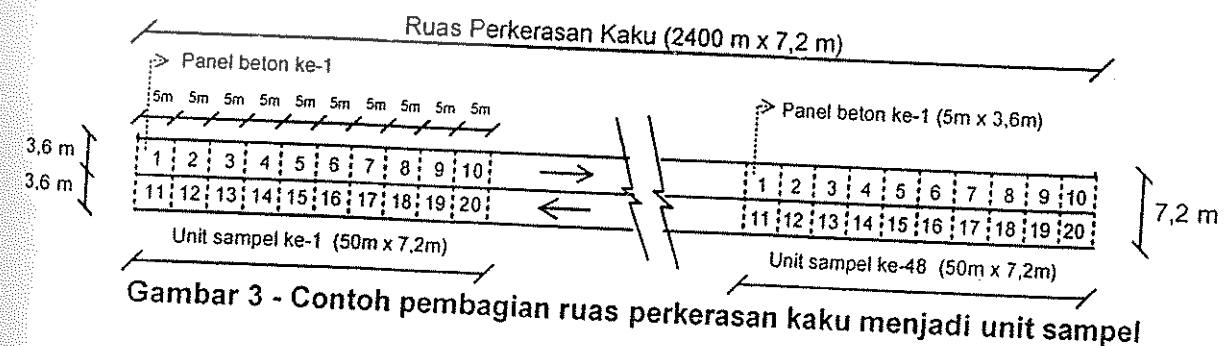 Ruas Perkerasan Kaku (2400 m x 7,2 m)
Panel beton ke-1
5m 5m 5m 5m 5m 5m 5m 5m 5m 5m
Panel beton ke-1 (5m x 3,6m)
3,6 m
3,6 m
1 2 3 4 5 6 7 8 9 10
11 12 13 14 15 16 17 18 19 20
1 2 3 4 5 6 7 8 9 10
11 12 13 14 15 16 17 18 19 20
7,2 m
Unit sampel ke-1 (50m x 7,2m)
Unit sampel ke-48 (50m x 7,2m)
Gambar 3 - Contoh pembagian ruas perkerasan kaku menjadi unit sampel